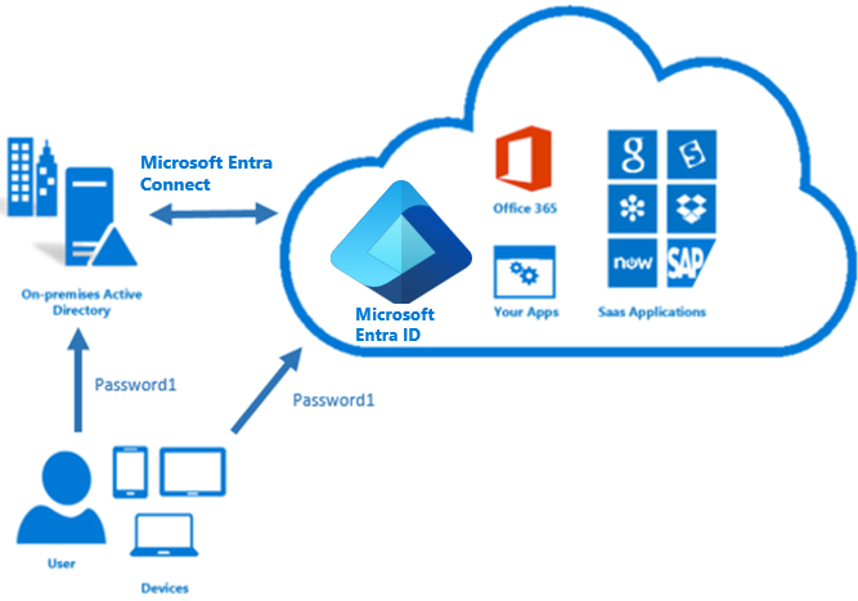 Microsoft Entra
Connect
Office 365
g
S
now
SAP
On-premises Active
Directory
Microsoft
Entra ID
Your Apps
Saas Applications
Password1
Password1
User
Devices